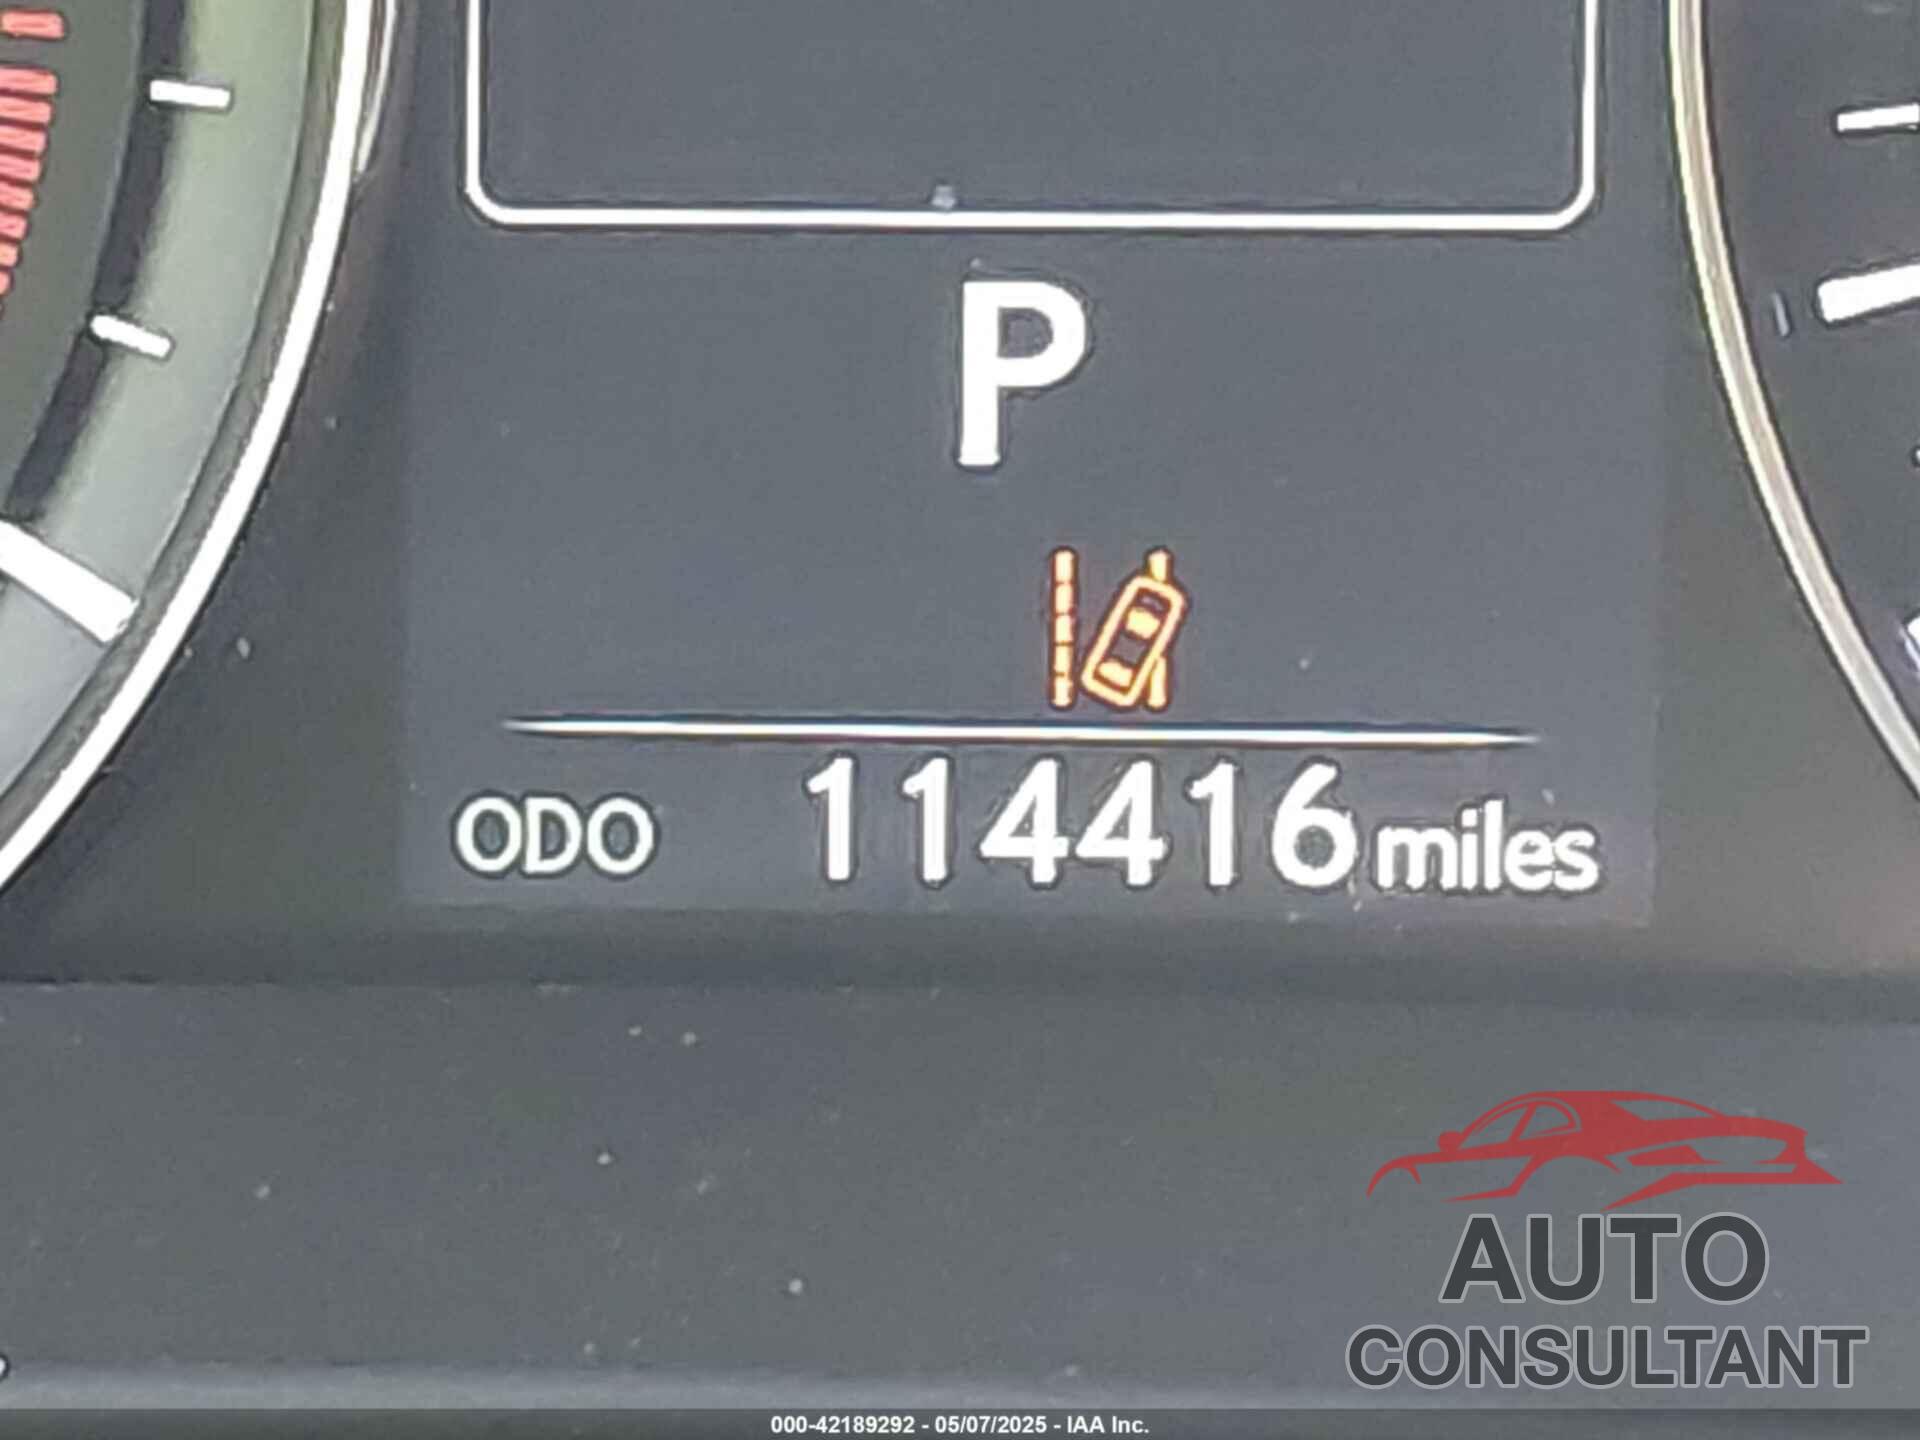 P
ODO 114416 miles
AUTO
CONSULTANT
000-42189292 - 05/07/2025 - IAA Inc.